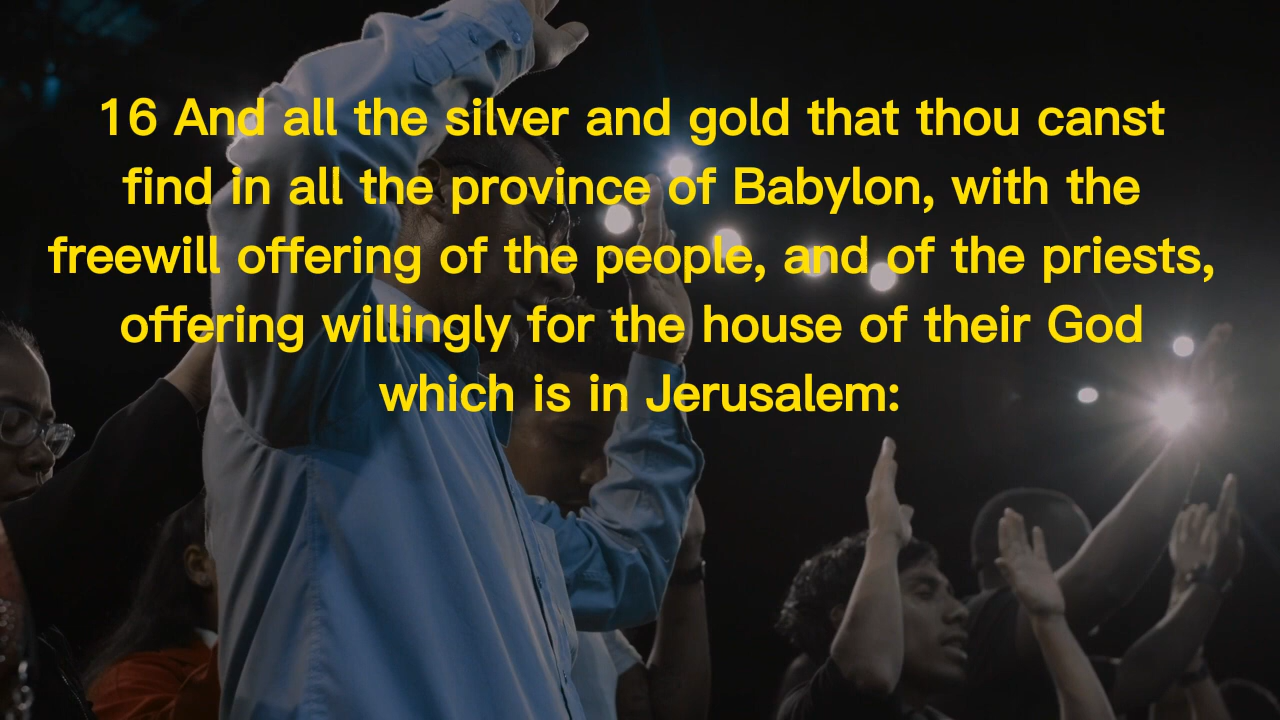 16 And all the silver and gold that thou canst
find in all the province of Babylon, with the
freewill offering of the people, and of the priests,
offering willingly for the house of their God
which is in Jerusalem: